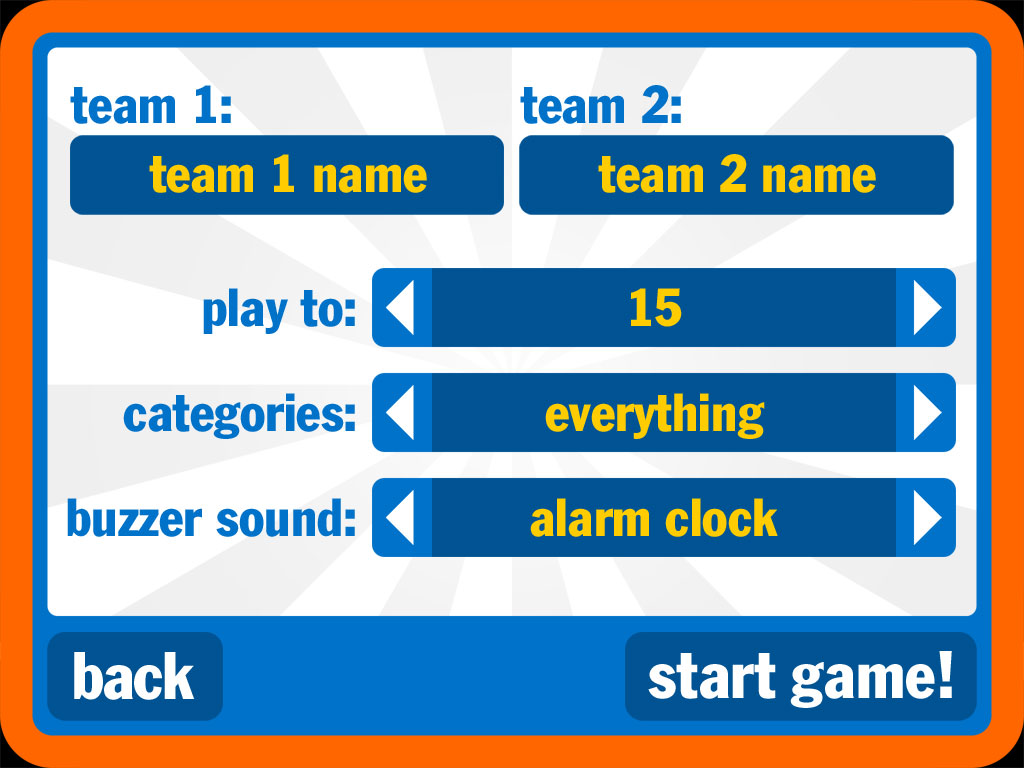 team 1:
team 2:
team 1 name
team 2 name
play to:
15
categories:
everything
buzzer sound:
alarm clock
back
start game!